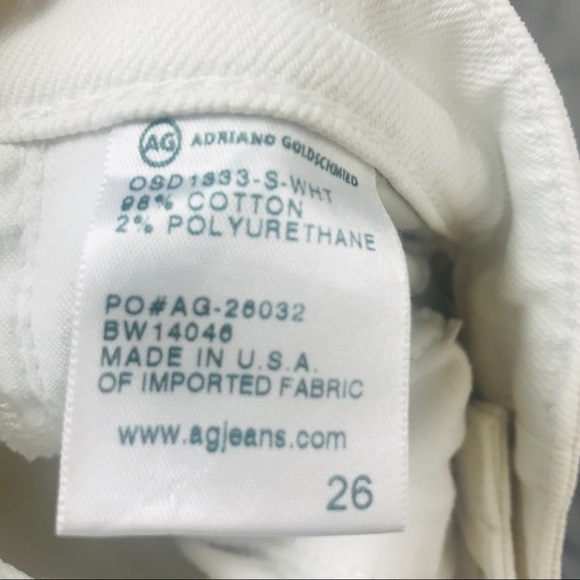 AG ADRIANO GOLDSCHMIED
OSD1333-S-WHT
98% COTTON
2% POLYURETHANE
PO#AG-26032
BW14046
MADE IN U.S.A.
OF IMPORTED FABRIC
www.agjeans.com
26